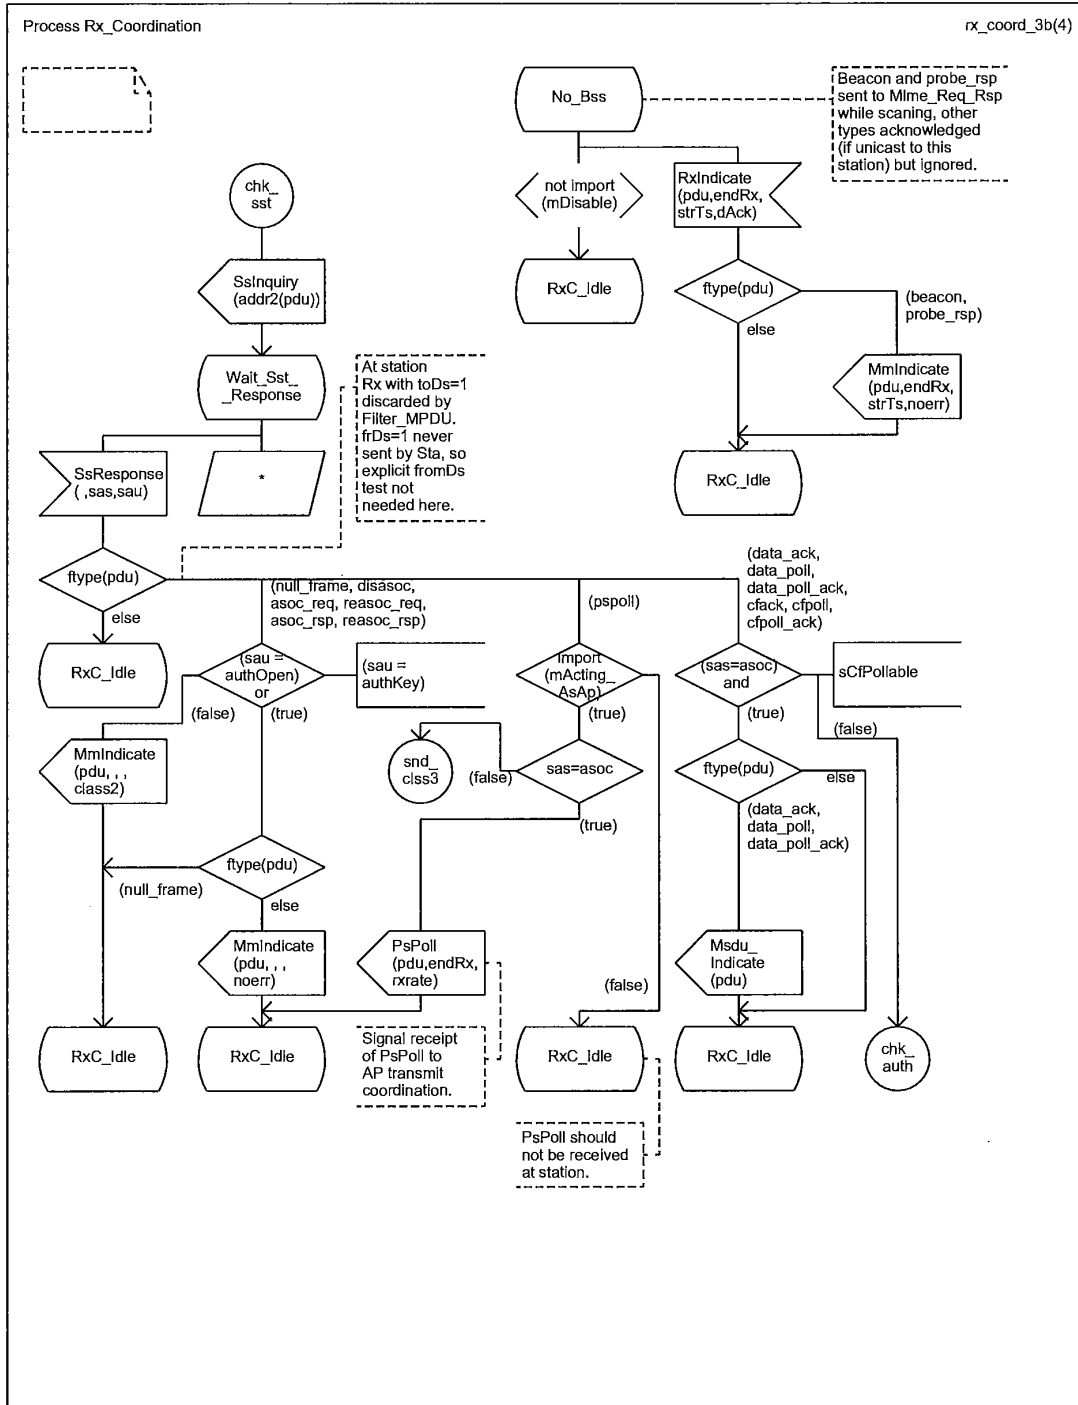 Process Rx_Coordination
rx_coord_3b(4)
No_Bss
Beacon and probe_rsp
sent to Mlme_Req_Rsp
while scaning, other
types acknowledged
(if unicast to this
station) but ignored.
chk_
sst
not import
(mDisable)
RxIndicate
(pdu,endRx,
strTs,dAck)
SsInquiry
(addr2(pdu))
RxC_Idle
ftype(pdu)
(beacon,
probe_rsp)
else
Wait_Sst_
_Response
At station
Rx with toDs=1
discarded by
Filter_MPDU.
frDs=1 never
sent by Sta, so
explicit fromDs
test not
needed here.
MmIndicate
(pdu,endRx,
strTs,noerr)
SsResponse
( ,sas,sau)
*
RxC_Idle
ftype(pdu)
else
(null_frame, disasoc,
asoc_req, reasoc_req,
asoc_rsp, reasoc_rsp)
(pspoll)
(data_ack,
data_poll,
data_poll_ack,
cfack, cfpoll,
cfpoll_ack)
RxC_Idle
(sau =
authOpen)
or
(sau =
authKey)
import
(mActing_
_AsAp)
(sas=asoc)
and
sCfPollable
(false)
(true)
(true)
(true)
(false)
MmIndicate
(pdu, , ,
class2)
snd_
clss3
(false)
sas=asoc
ftype(pdu)
else
(true)
(data_ack,
data_poll,
data_poll_ack)
ftype(pdu)
(null_frame)
else
MmIndicate
(pdu, , ,
noerr)
PsPoll
(pdu,endRx,
rxrate)
Msdu_
_Indicate
(pdu)
(false)
RxC_Idle
RxC_Idle
Signal receipt
of PsPoll to
AP transmit
coordination.
RxC_Idle
RxC_Idle
chk_
auth
PsPoll should
not be received
at station.